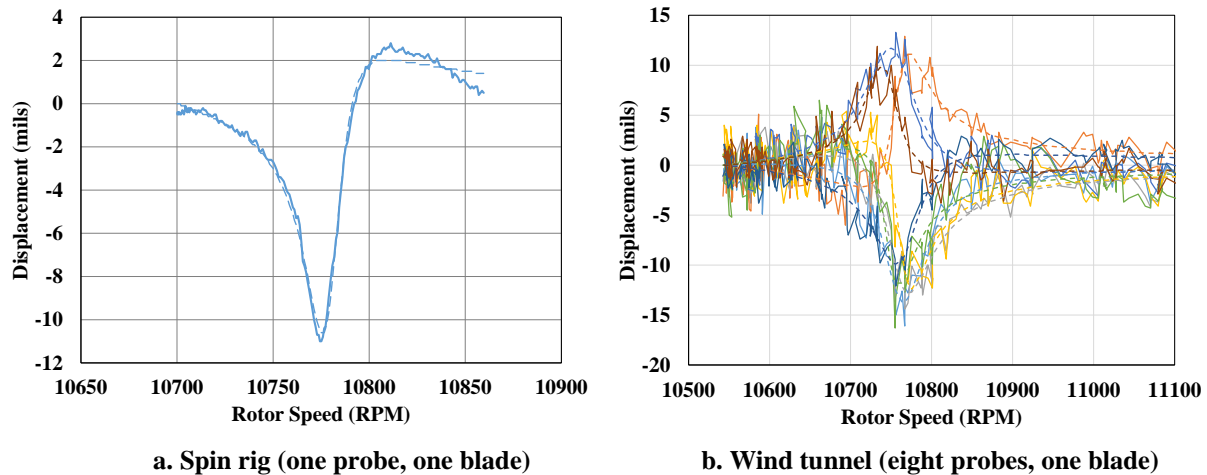 4
2
0
-2
-4
-6
-8
-10
-12
Displacement (mils)
10650 10700 10750 10800 10850 10900
Rotor Speed (RPM)
a. Spin rig (one probe, one blade)
15
10
5
0
-5
-10
-15
-20
Displacement (mils)
10500 10600 10700 10800 10900 11000 11100
Rotor Speed (RPM)
b. Wind tunnel (eight probes, one blade)